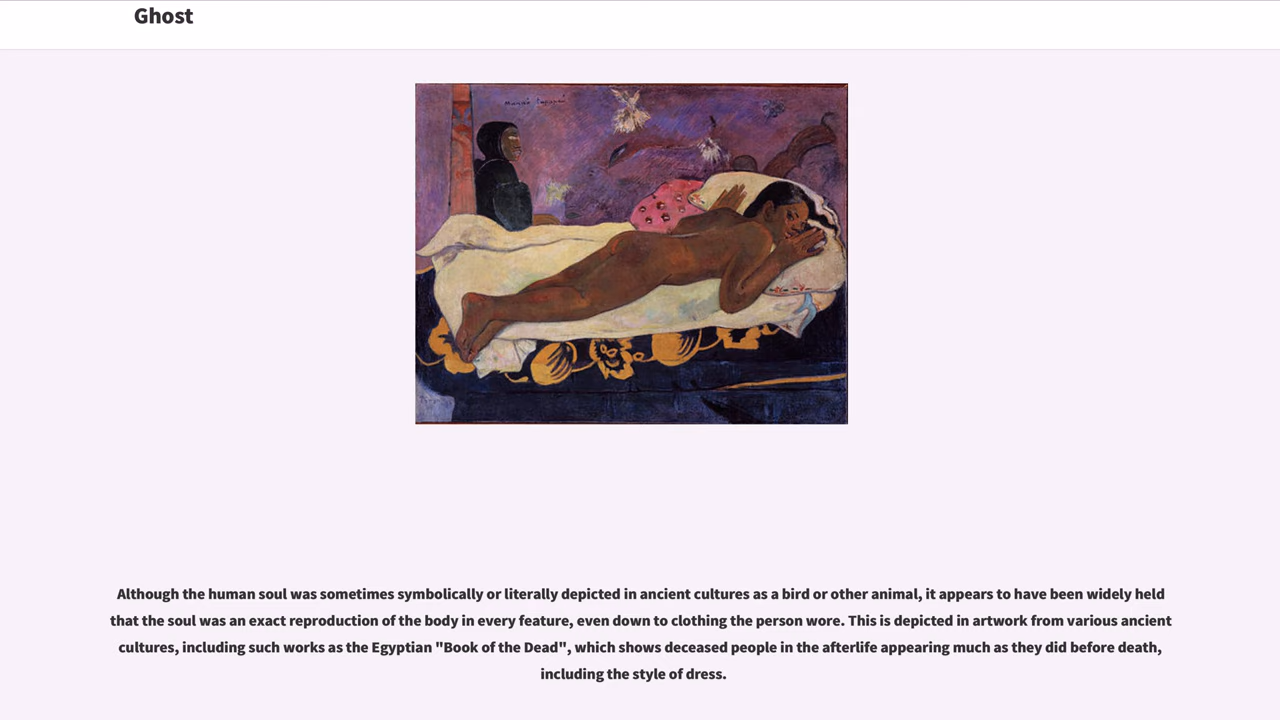 Ghost
Although the human soul was sometimes symbolically or literally depicted in ancient cultures as a bird or other animal, it appears to have been widely held
that the soul was an exact reproduction of the body in every feature, even down to clothing the person wore. This is depicted in artwork from various ancient
cultures, including such works as the Egyptian "Book of the Dead", which shows deceased people in the afterlife appearing much as they did before death,
including the style of dress.